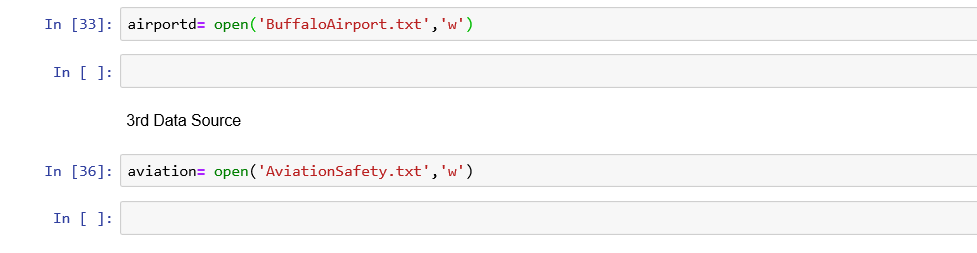 In [33]: airportd= open('BuffaloAirport.txt','w')
In [ ]:
3rd Data Source
In [36]: aviation= open('AviationSafety.txt','w')
In [ ]: